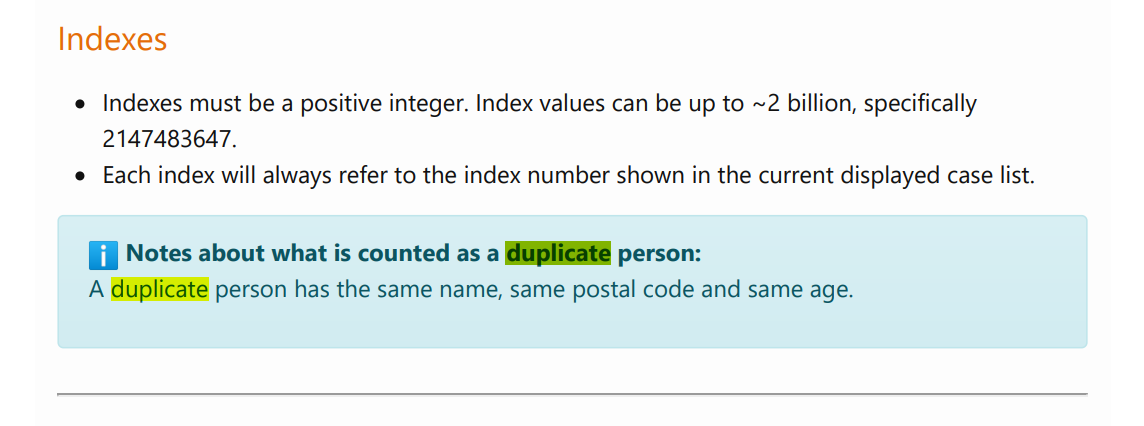 Indexes
• Indexes must be a positive integer. Index values can be up to ~2 billion, specifically
2147483647.
• Each index will always refer to the index number shown in the current displayed case list.
ℹ️ Notes about what is counted as a duplicate person:
A duplicate person has the same name, same postal code and same age.